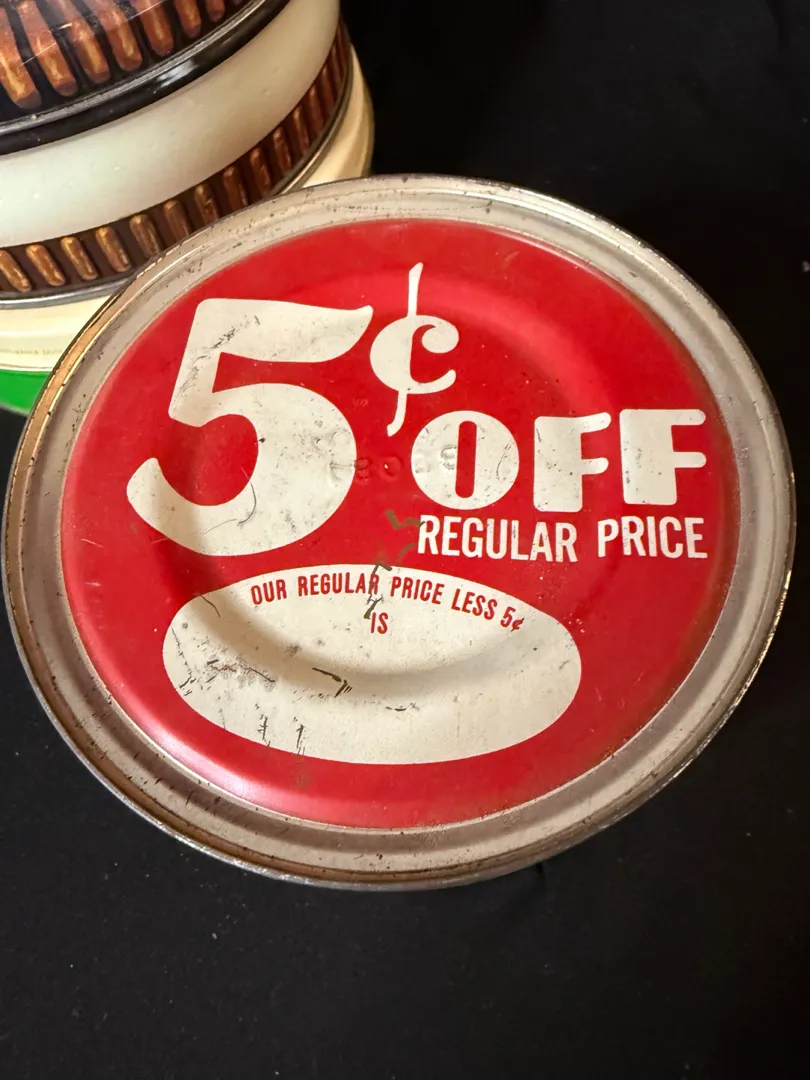 5¢ OFF
REGULAR PRICE
OUR REGULAR PRICE LESS 5¢
IS